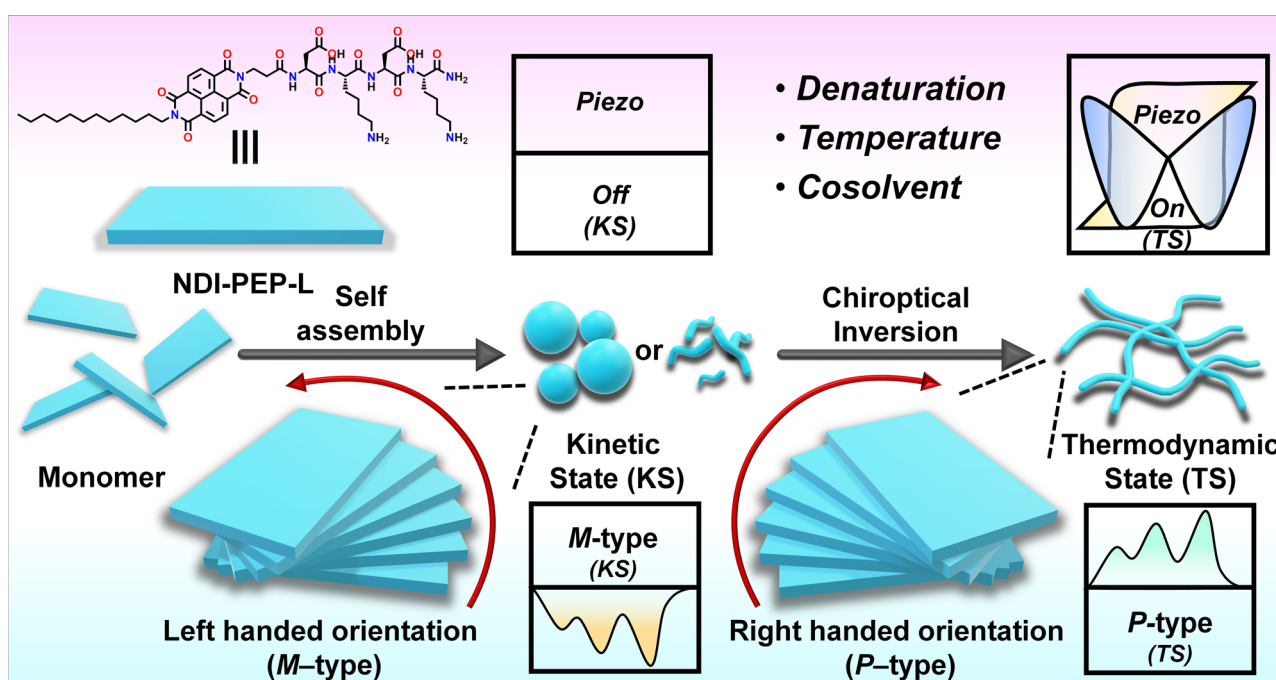 O
O
O
O
N
N
O
O
N
H
O
OH
H
N
O
O
N
H
O
OH
H
N
O
O
NH2
NH2
NH2
Piezo
Off
(KS)
• Denaturation
• Temperature
• Cosolvent
Piezo
On
(TS)
NDI-PEP-L
Self
assembly
or
Chiroptical
Inversion
Monomer
Kinetic
State (KS)
Thermodynamic
State (TS)
M-type
(KS)
P-type
(TS)
Left handed orientation
(M–type)
Right handed orientation
(P–type)